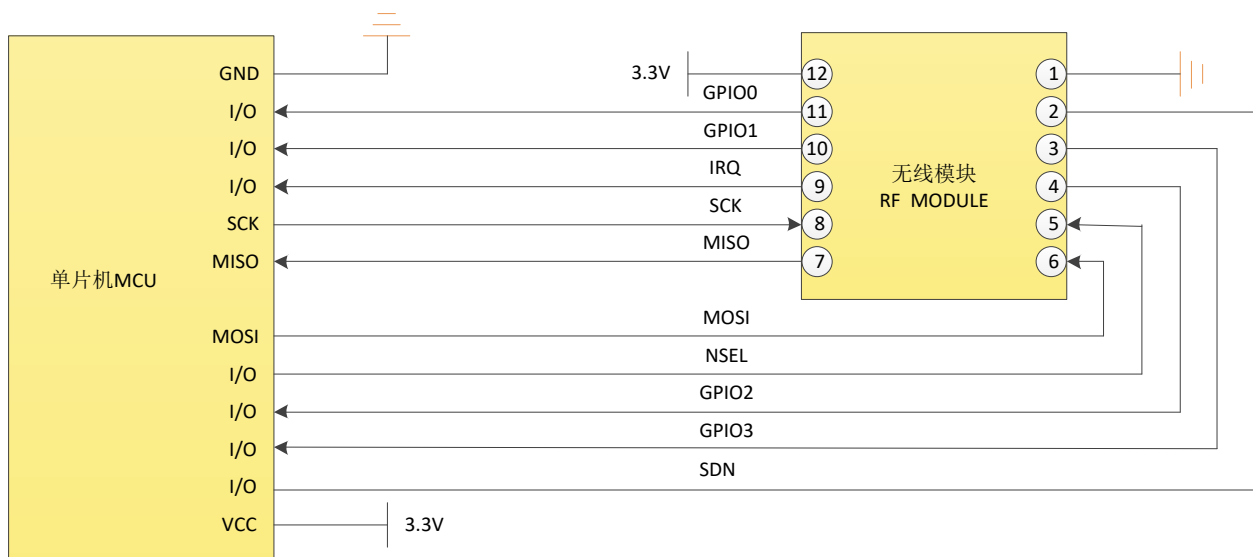 GND
I/O
I/O
I/O
SCK
MISO
单片机MCU
MOSI
I/O
I/O
I/O
I/O
VCC
3.3V
3.3V
GPIO0
GPIO1
IRQ
SCK
MISO
MOSI
NSEL
GPIO2
GPIO3
SDN
12
11
10
9
8
7
无线模块
RF MODULE
1
2
3
4
5
6